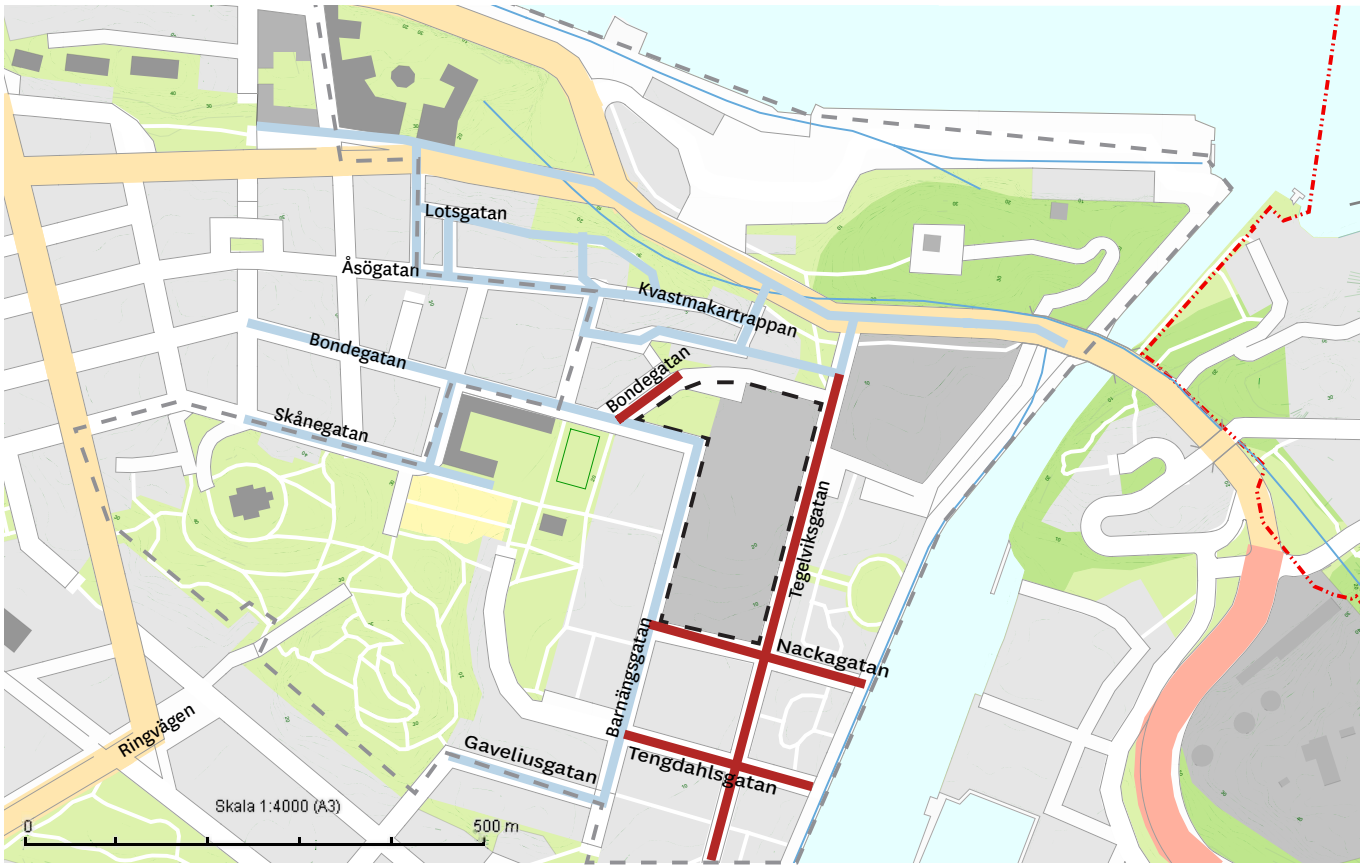 Lotsgatan
Åsögatan
Kvastmakartrappan
Bondegatan
Bondegatan
Skånegatan
Tegelviksgatan
Nackagatan
Barnängsgatan
Ringvägen
Gaveliusgatan
Tengdahlsgatan
Skala 1:4000 (A3)
0 500 m